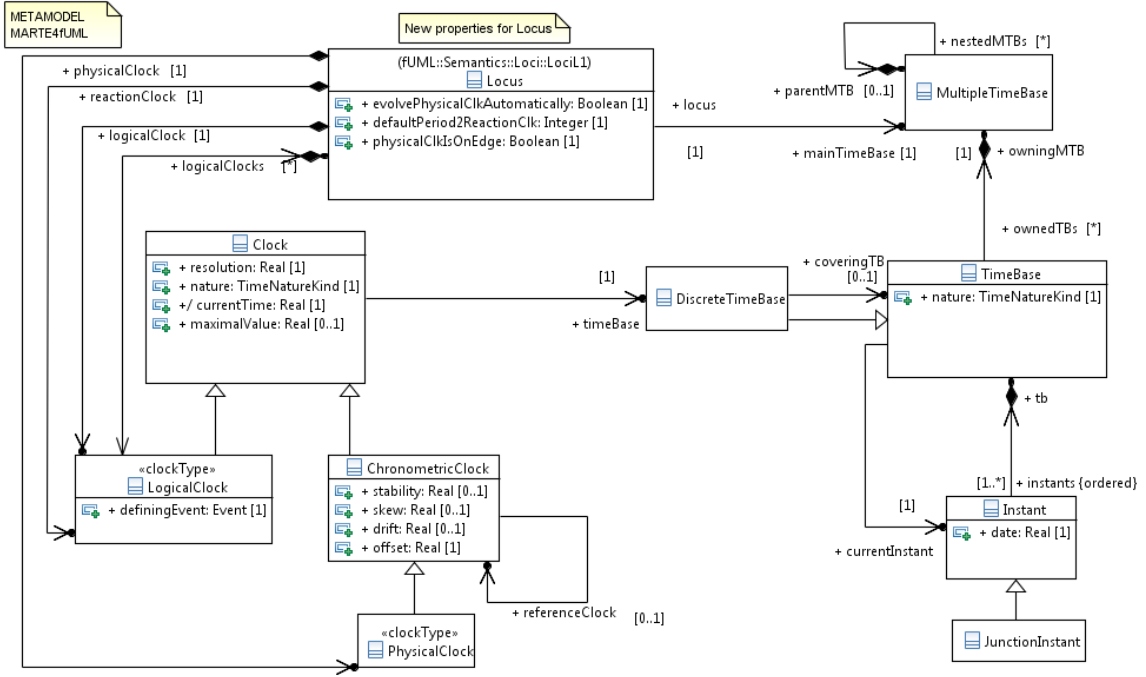 METAMODEL
MARTE4fUML
New properties for Locus
+ physicalClock [1]
+ reactionClock [1]
+ logicalClock [1]
+ logicalClocks [*]
(fUML::Semantics::Loci::LociL1)
Locus
+ evolvePhysicalClkAutomatically: Boolean [1]
+ defaultPeriod2ReactionClk: Integer [1]
+ physicalClkIsOnEdge: Boolean [1]
+ locus
[1]
+ mainTimeBase [1]
+ nestedMTBs [*]
+ parentMTB [0..1]
MultipleTimeBase
[1] + owningMTB
+ ownedTBs [*]
Clock
+ resolution: Real [1]
+ nature: TimeNatureKind [1]
+/ currentTime: Real [1]
+ maximalValue: Real [0..1]
[1]
+ timeBase
DiscreteTimeBase
+ coveringTB
[0..1]
TimeBase
+ nature: TimeNatureKind [1]
+ tb
[1..*] + instants {ordered}
[1]
+ currentInstant
«clockType»
LogicalClock
+ definingEvent: Event [1]
ChronometricClock
+ stability: Real [0..1]
+ skew: Real [0..1]
+ drift: Real [0..1]
+ offset: Real [1]
+ referenceClock [0..1]
Instant
+ date: Real [1]
«clockType»
PhysicalClock
JunctionInstant